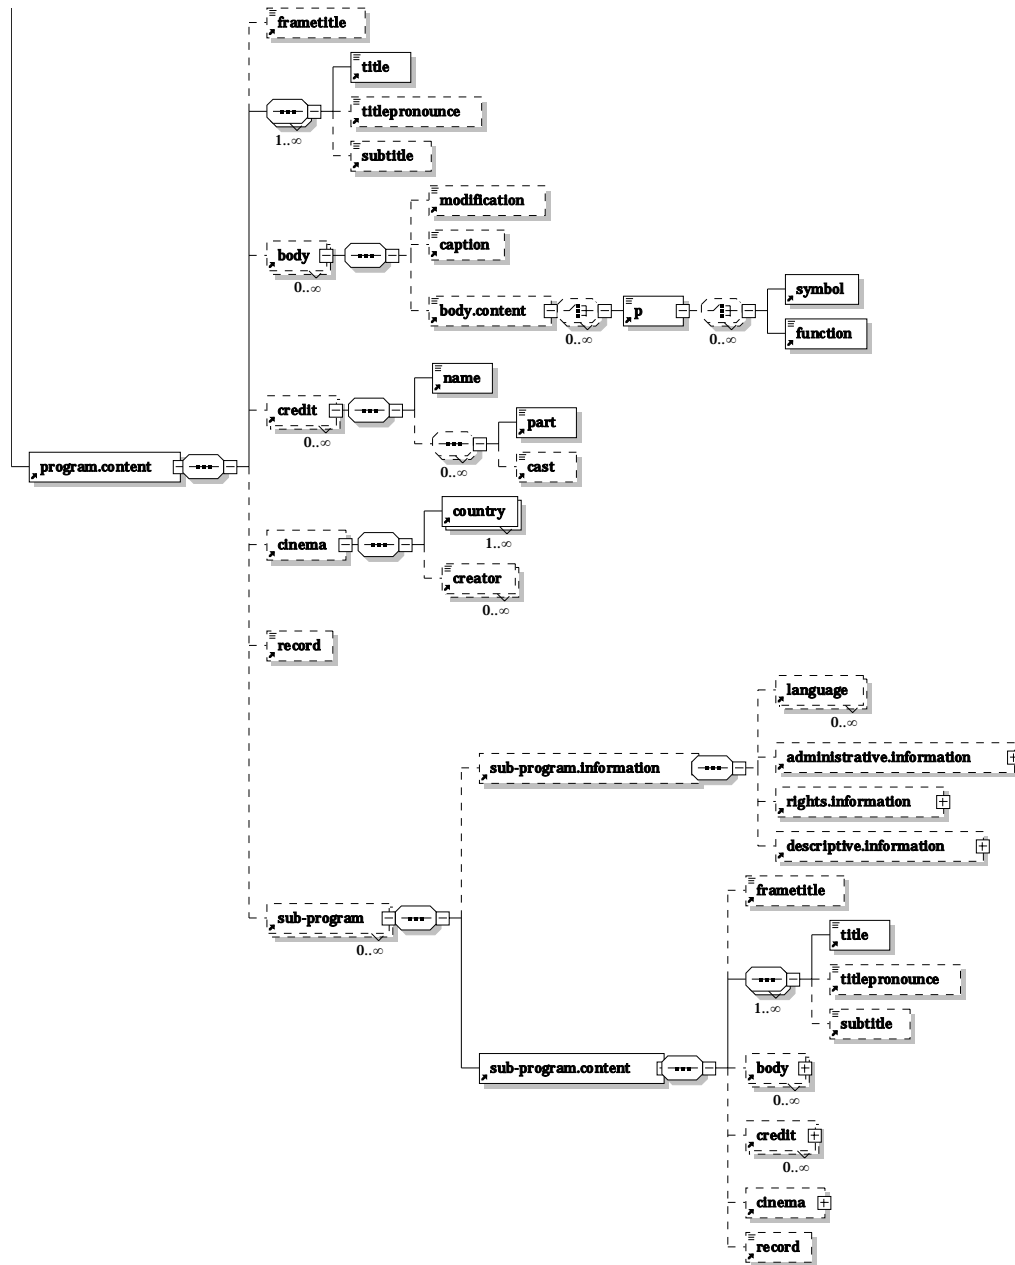 frametitle
title
titlepronounce
1..∞
subtitle
modification
caption
body
0..∞
body.content
p
symbol
function
0..∞
0..∞
name
credit
0..∞
part
cast
0..∞
program.content
country
1..∞
cinema
creator
0..∞
record
language
0..∞
sub-program.information
administrative.information
rights.information
descriptive.information
frametitle
sub-program
0..∞
title
titlepronounce
1..∞
subtitle
sub-program.content
body
0..∞
credit
0..∞
cinema
record